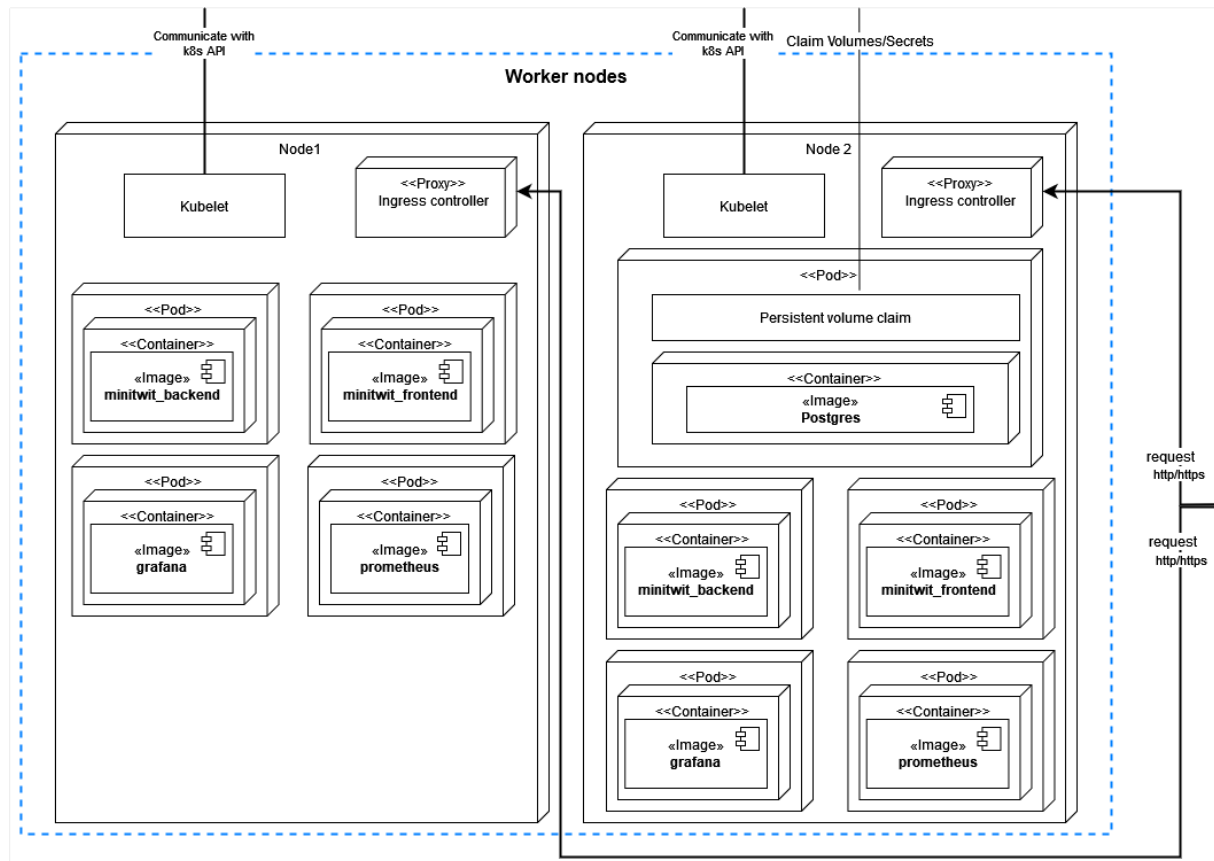 Communicate with
k8s API
Communicate with
k8s API
Claim Volumes/Secrets
Worker nodes
Node1
Kubelet
<<Proxy>>
Ingress controller
<<Pod>>
<<Container>>
«Image»
minitwit_backend
<<Pod>>
<<Container>>
«Image»
minitwit_frontend
<<Pod>>
<<Container>>
«Image»
grafana
<<Pod>>
<<Container>>
«Image»
prometheus
Node 2
Kubelet
<<Proxy>>
Ingress controller
<<Pod>>
Persistent volume claim
<<Container>>
«Image»
Postgres
<<Pod>>
<<Container>>
«Image»
minitwit_backend
<<Pod>>
<<Container>>
«Image»
minitwit_frontend
<<Pod>>
<<Container>>
«Image»
grafana
<<Pod>>
<<Container>>
«Image»
prometheus
request
http/https
request
http/https